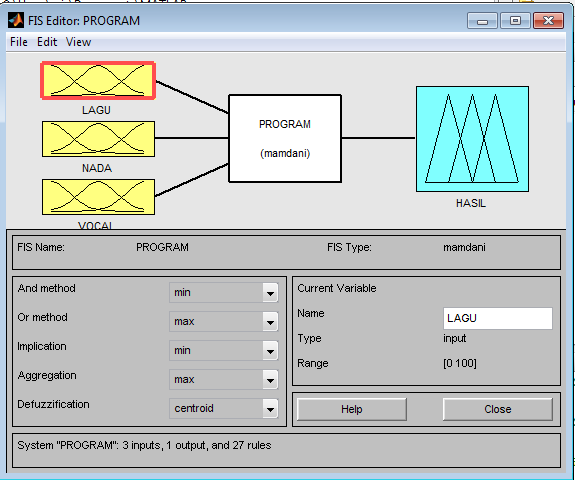 FIS Editor: PROGRAM
File Edit View
LAGU
NADA
VOCAL
PROGRAM
(mamdani)
HASIL
FIS Name: PROGRAM FIS Type: mamdani
And method min
Or method max
Implication min
Aggregation max
Defuzzification centroid
Current Variable
Name LAGU
Type input
Range [0 100]
Help Close
System "PROGRAM": 3 inputs, 1 output, and 27 rules